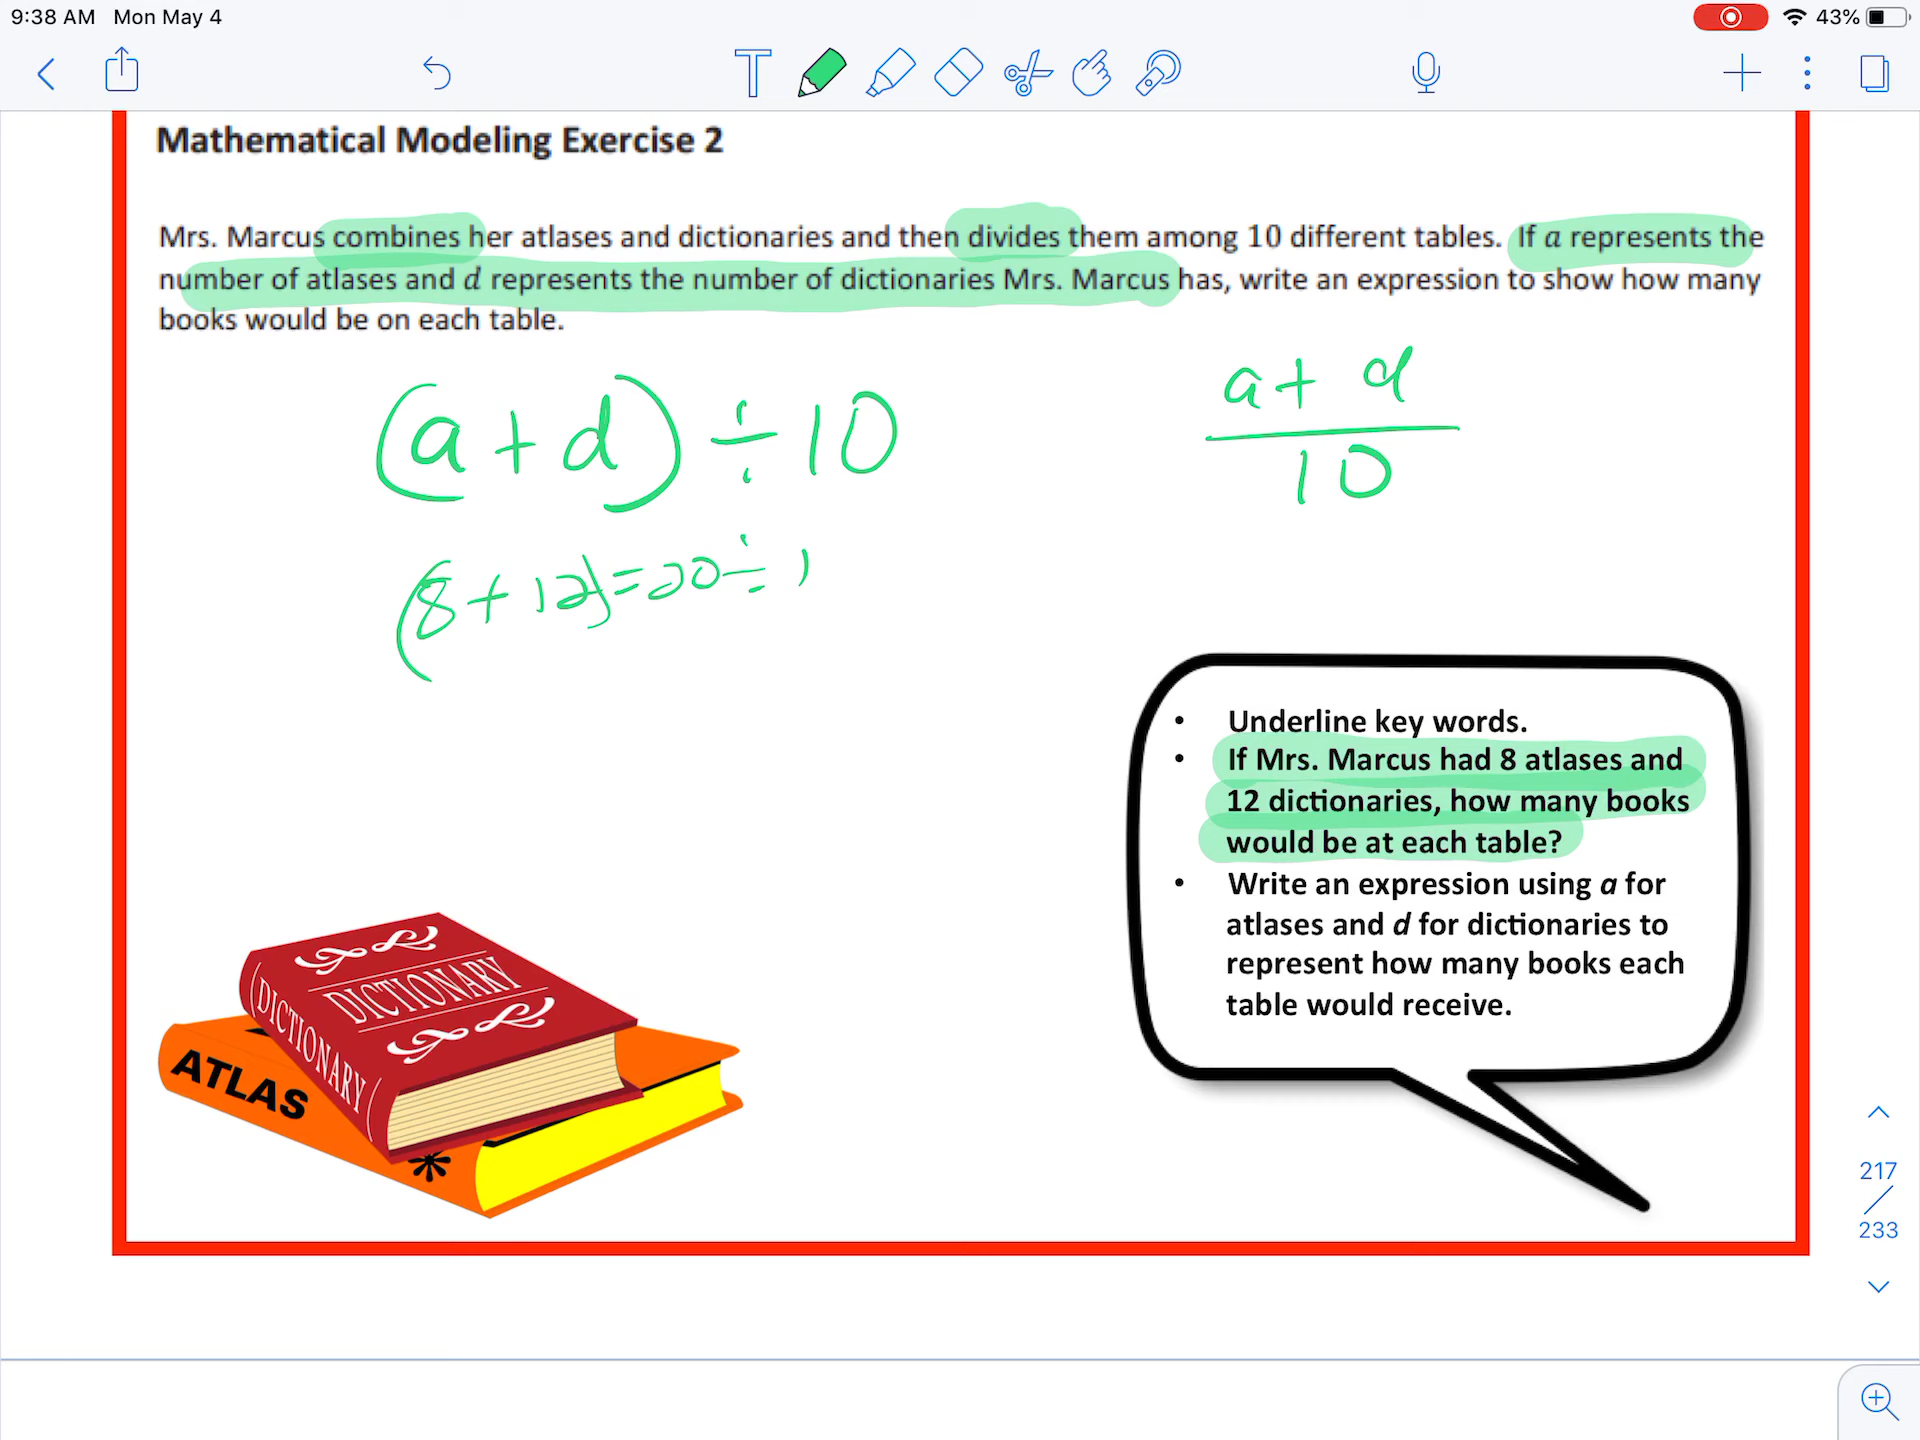 9:38 AM Mon May 4
43%
T
Mathematical Modeling Exercise 2
Mrs. Marcus combines her atlases and dictionaries and then divides them among 10 different tables. If a represents the
number of atlases and d represents the number of dictionaries Mrs. Marcus has, write an expression to show how many
books would be on each table.
(a + d) ÷ 10
a + d
10
(8 + 12) = 20 ÷ 1
• Underline key words.
• If Mrs. Marcus had 8 atlases and
12 dictionaries, how many books
would be at each table?
• Write an expression using a for
atlases and d for dictionaries to
represent how many books each
table would receive.
DICTIONARY
DICTIONARY
ATLAS
217
/
233